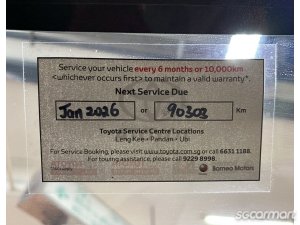 Service your vehicle every 6 months or 10,000km
<whichever occurs first> to maintain a valid warranty*.
Next Service Due
Jan 2026 or 90303 Km
Toyota Service Centre Locations
Leng Kee • Pandan • Ubi
For Service Booking, please visit www.toyota.com.sg or call 6631 1188.
For towing assistance, please call 9229 8998.
Borneo Motors
sgcarmart